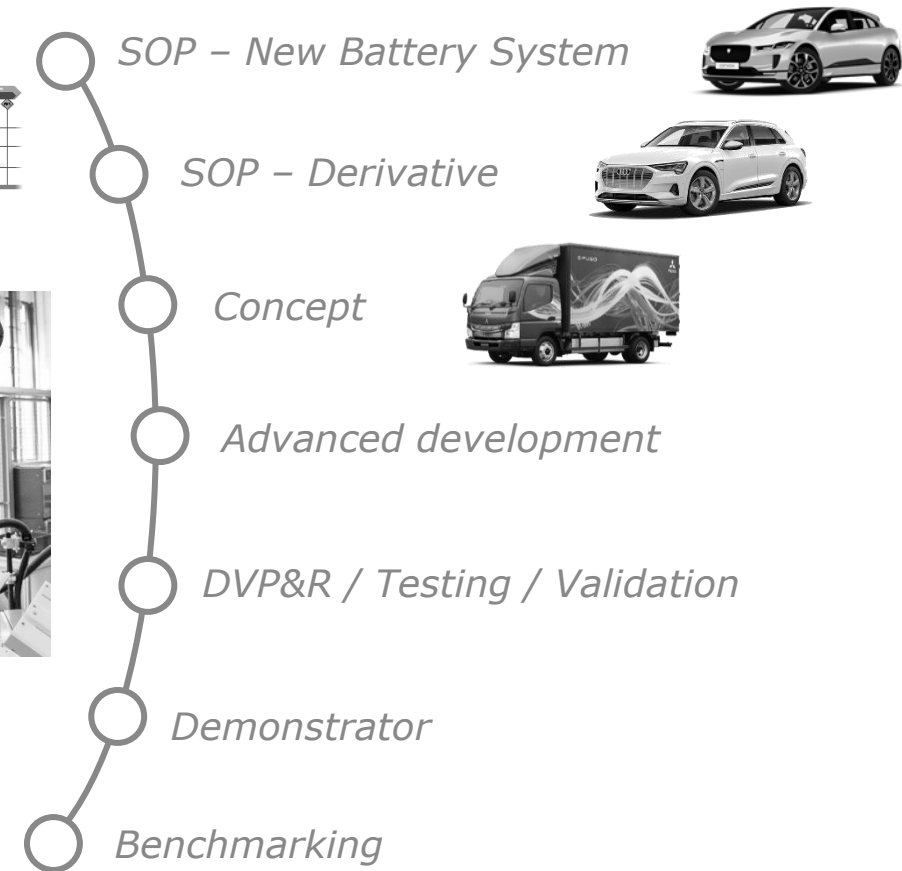 SOP – New Battery System
SOP – Derivative
Concept
Advanced development
DVP&R / Testing / Validation
Demonstrator
Benchmarking